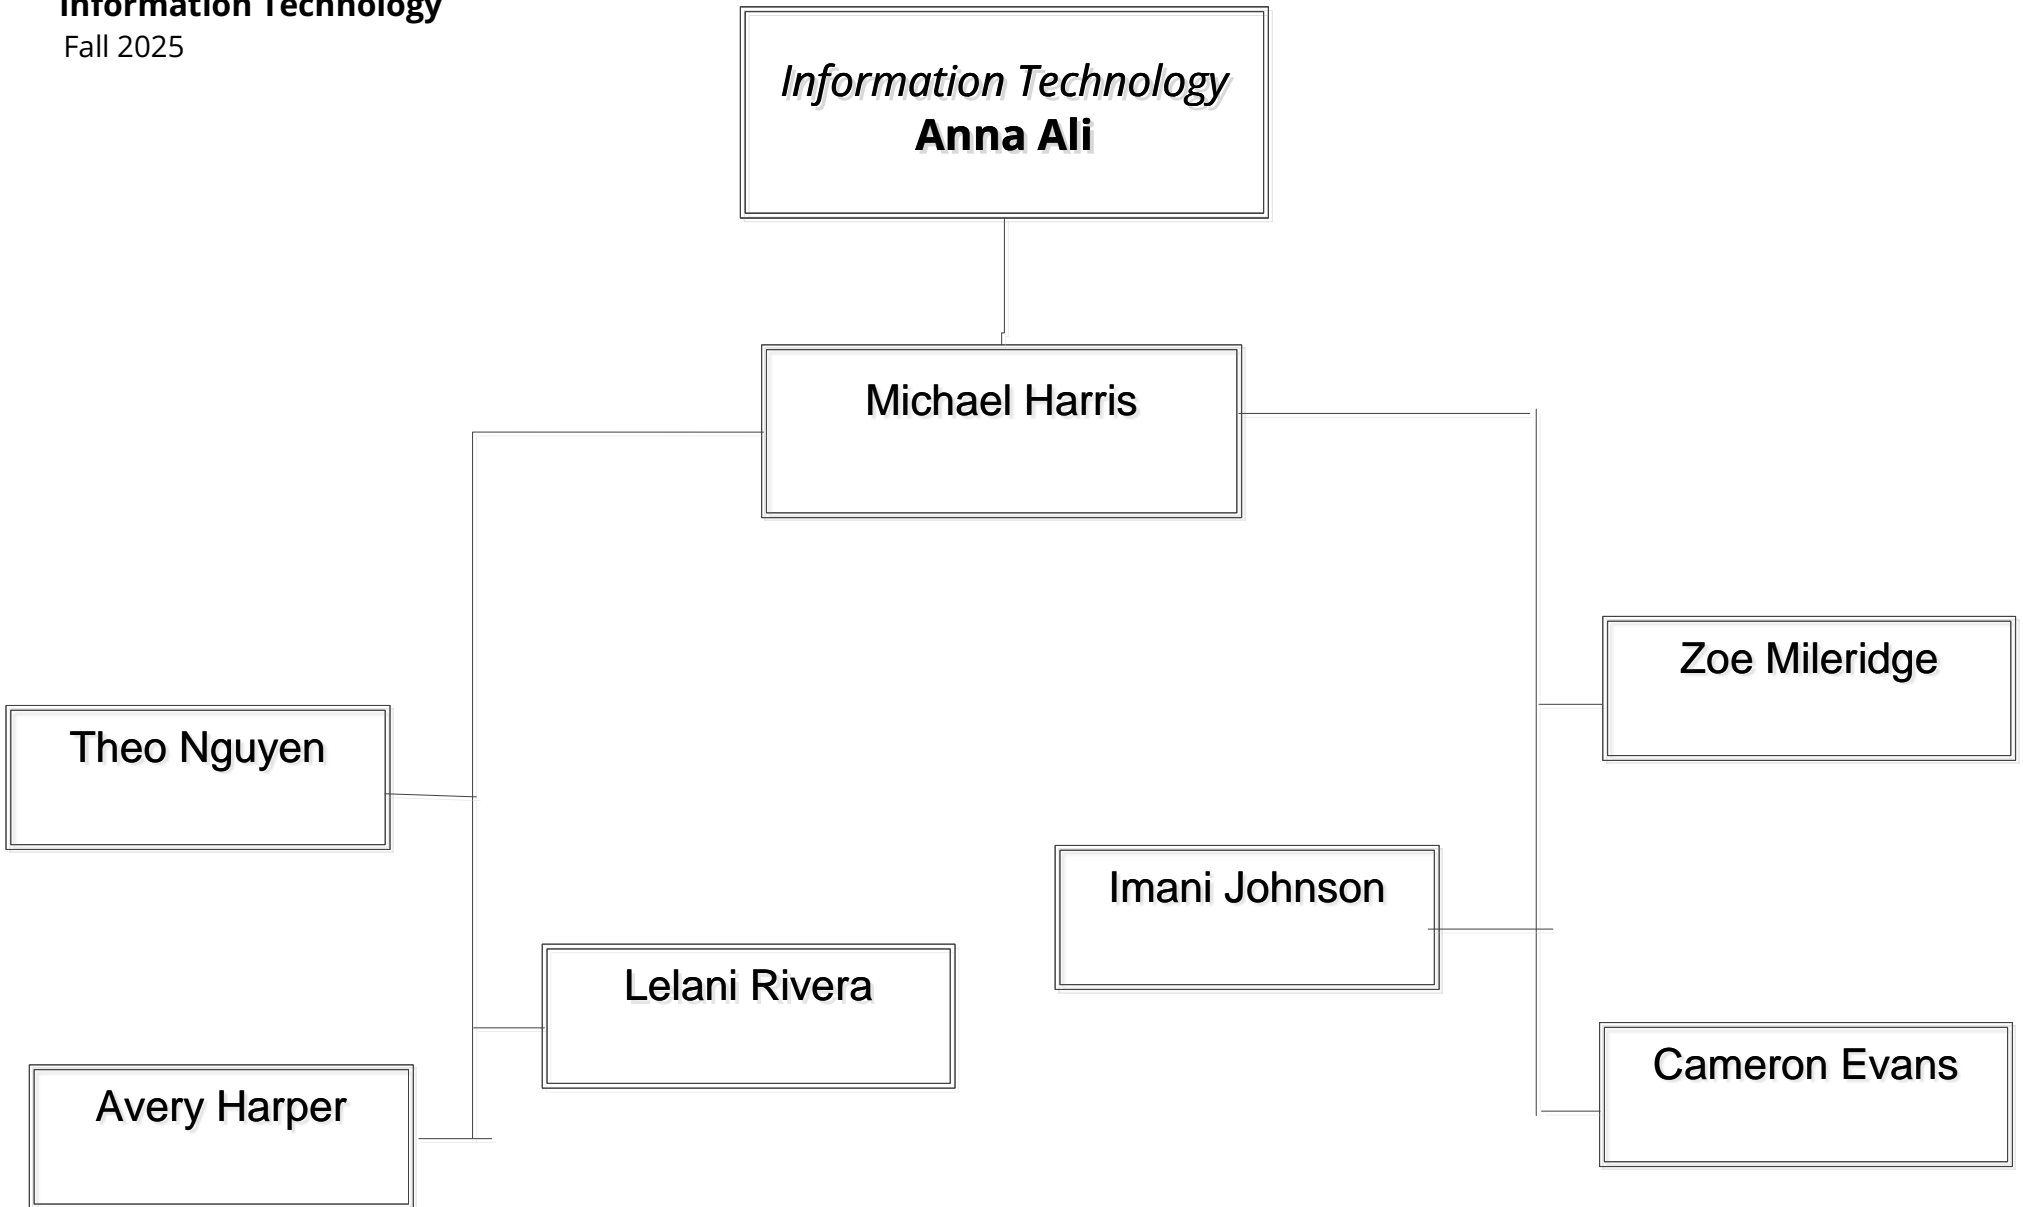 Information Technology
Fall 2025
Information Technology
Anna Ali
Michael Harris
Zoe Mileridge
Theo Nguyen
Imani Johnson
Lelani Rivera
Cameron Evans
Avery Harper